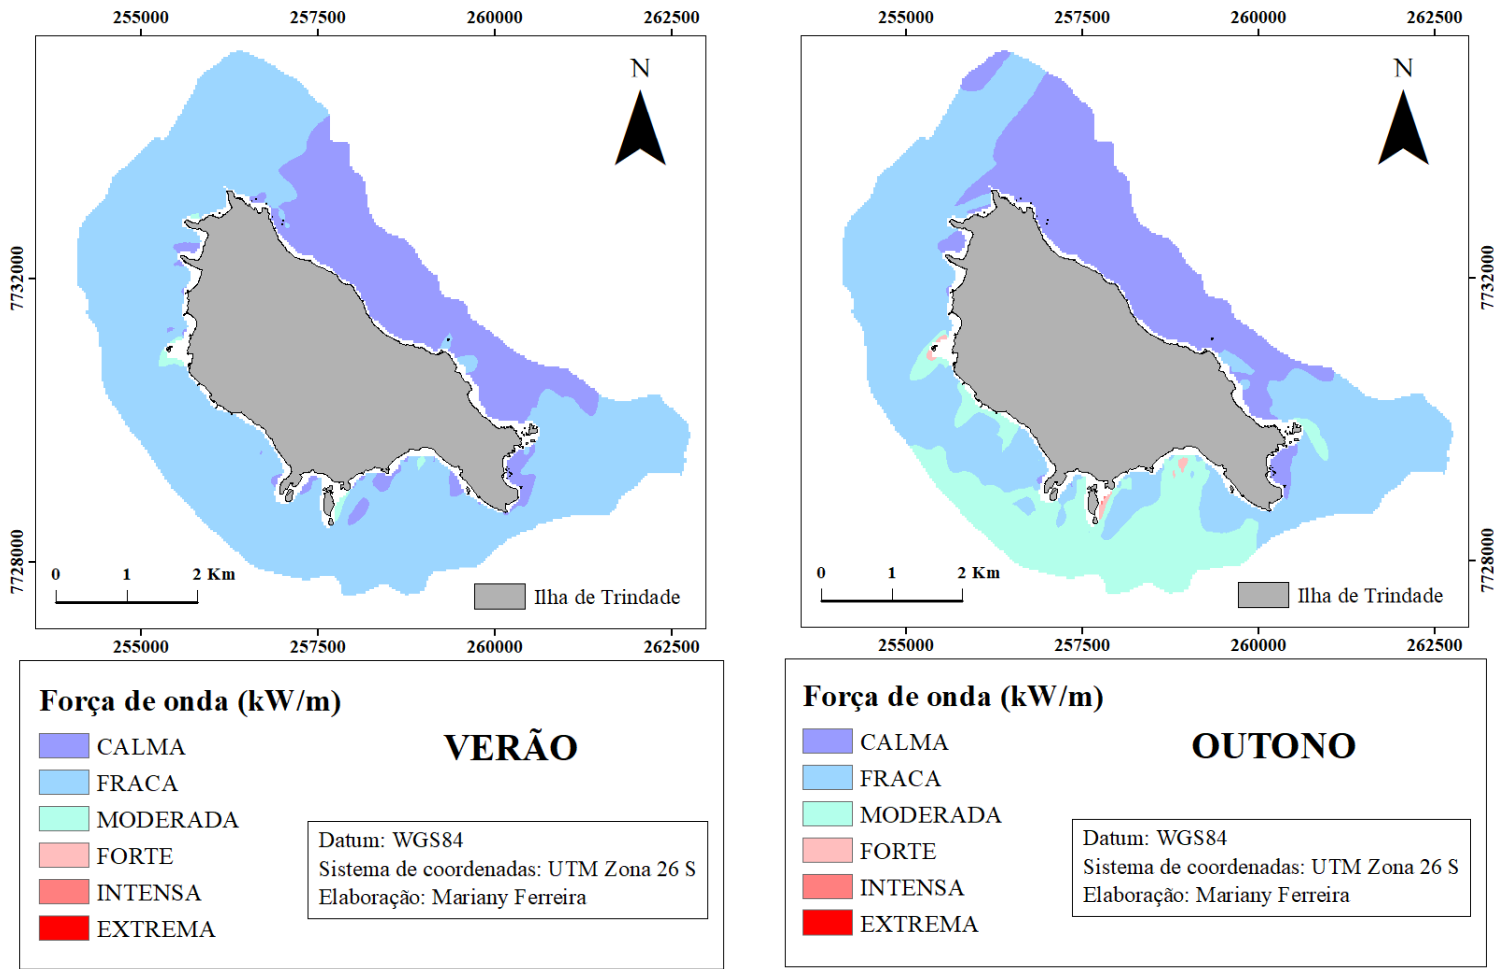 255000 257500 260000 262500
N
7732000
7728000
0 1 2 Km
Ilha de Trindade
255000 257500 260000 262500
Força de onda (kW/m)
VERÃO
CALMA
FRACA
MODERADA
FORTE
INTENSA
EXTREMA
Datum: WGS84
Sistema de coordenadas: UTM Zona 26 S
Elaboração: Mariany Ferreira
255000 257500 260000 262500
N
7732000
7728000
0 1 2 Km
Ilha de Trindade
255000 257500 260000 262500
Força de onda (kW/m)
OUTONO
CALMA
FRACA
MODERADA
FORTE
INTENSA
EXTREMA
Datum: WGS84
Sistema de coordenadas: UTM Zona 26 S
Elaboração: Mariany Ferreira